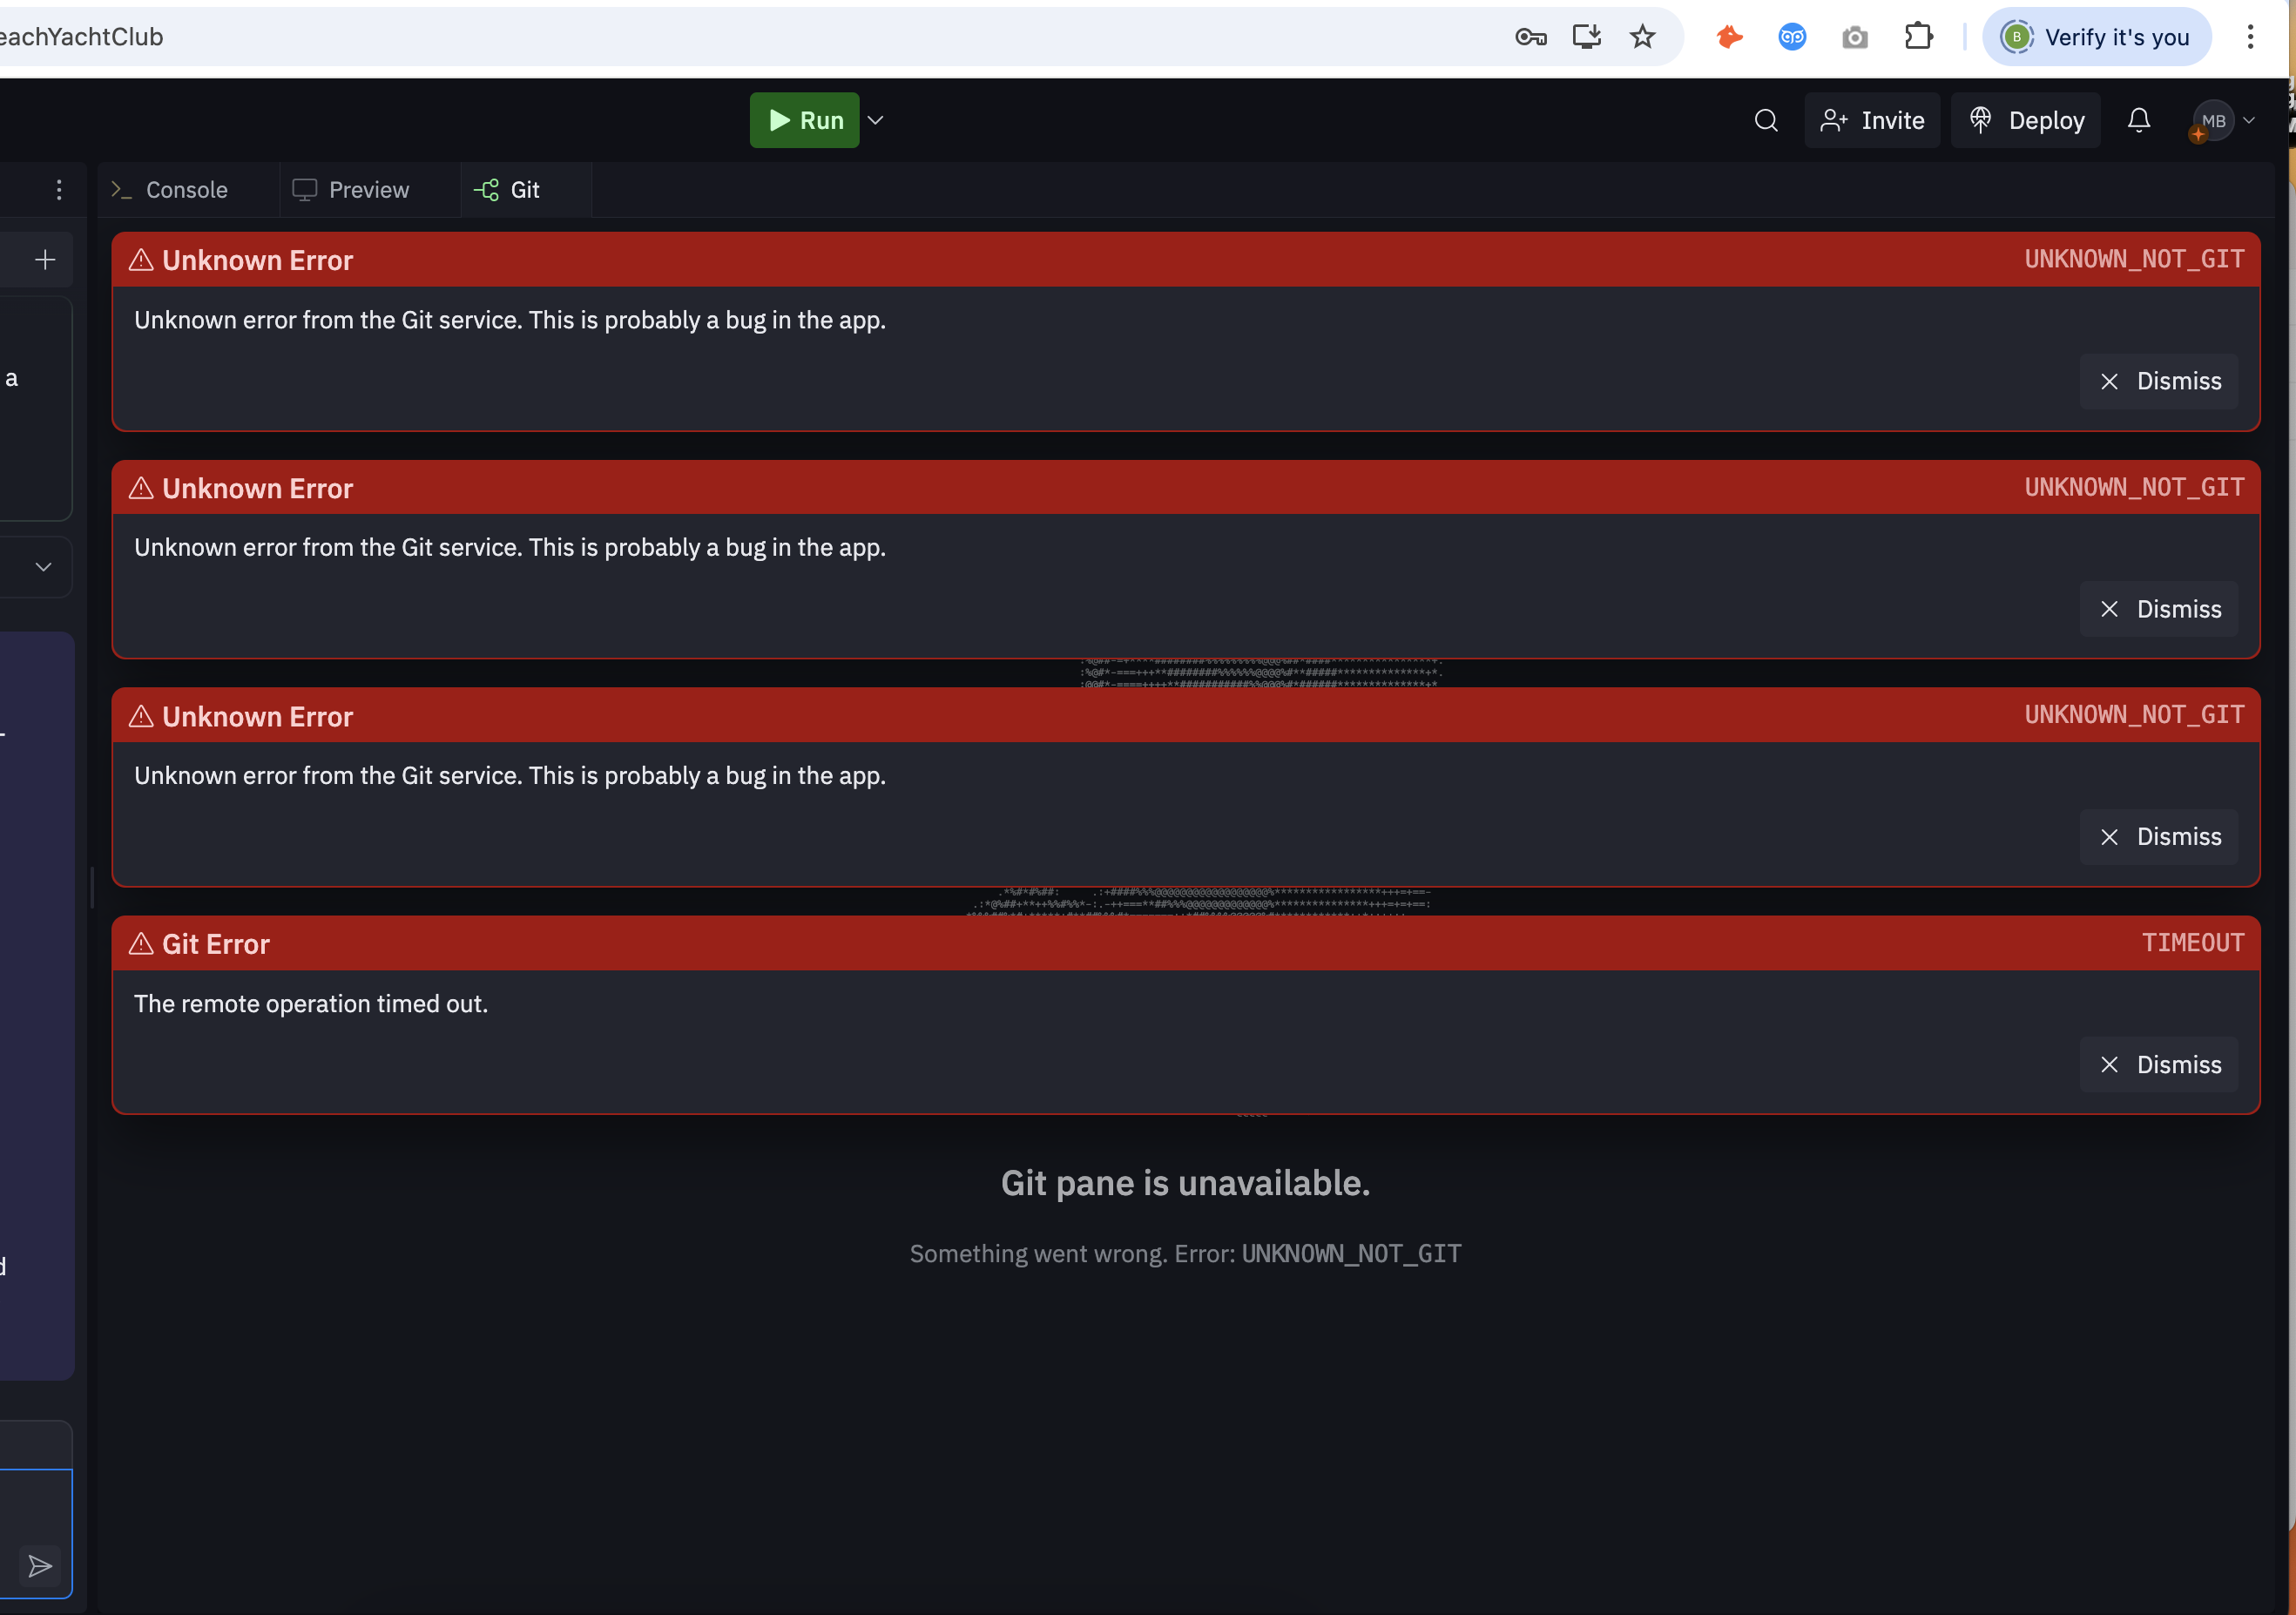 eachYachtClub
B
Verify it's you
Run
Invite
Deploy
MB
Console
Preview
Git
Unknown Error
UNKNOWN_NOT_GIT
Unknown error from the Git service. This is probably a bug in the app.
Dismiss
a
Unknown Error
UNKNOWN_NOT_GIT
Unknown error from the Git service. This is probably a bug in the app.
Dismiss
Unknown Error
UNKNOWN_NOT_GIT
Unknown error from the Git service. This is probably a bug in the app.
Dismiss
Git Error
TIMEOUT
The remote operation timed out.
Dismiss
Git pane is unavailable.
Something went wrong. Error: UNKNOWN_NOT_GIT